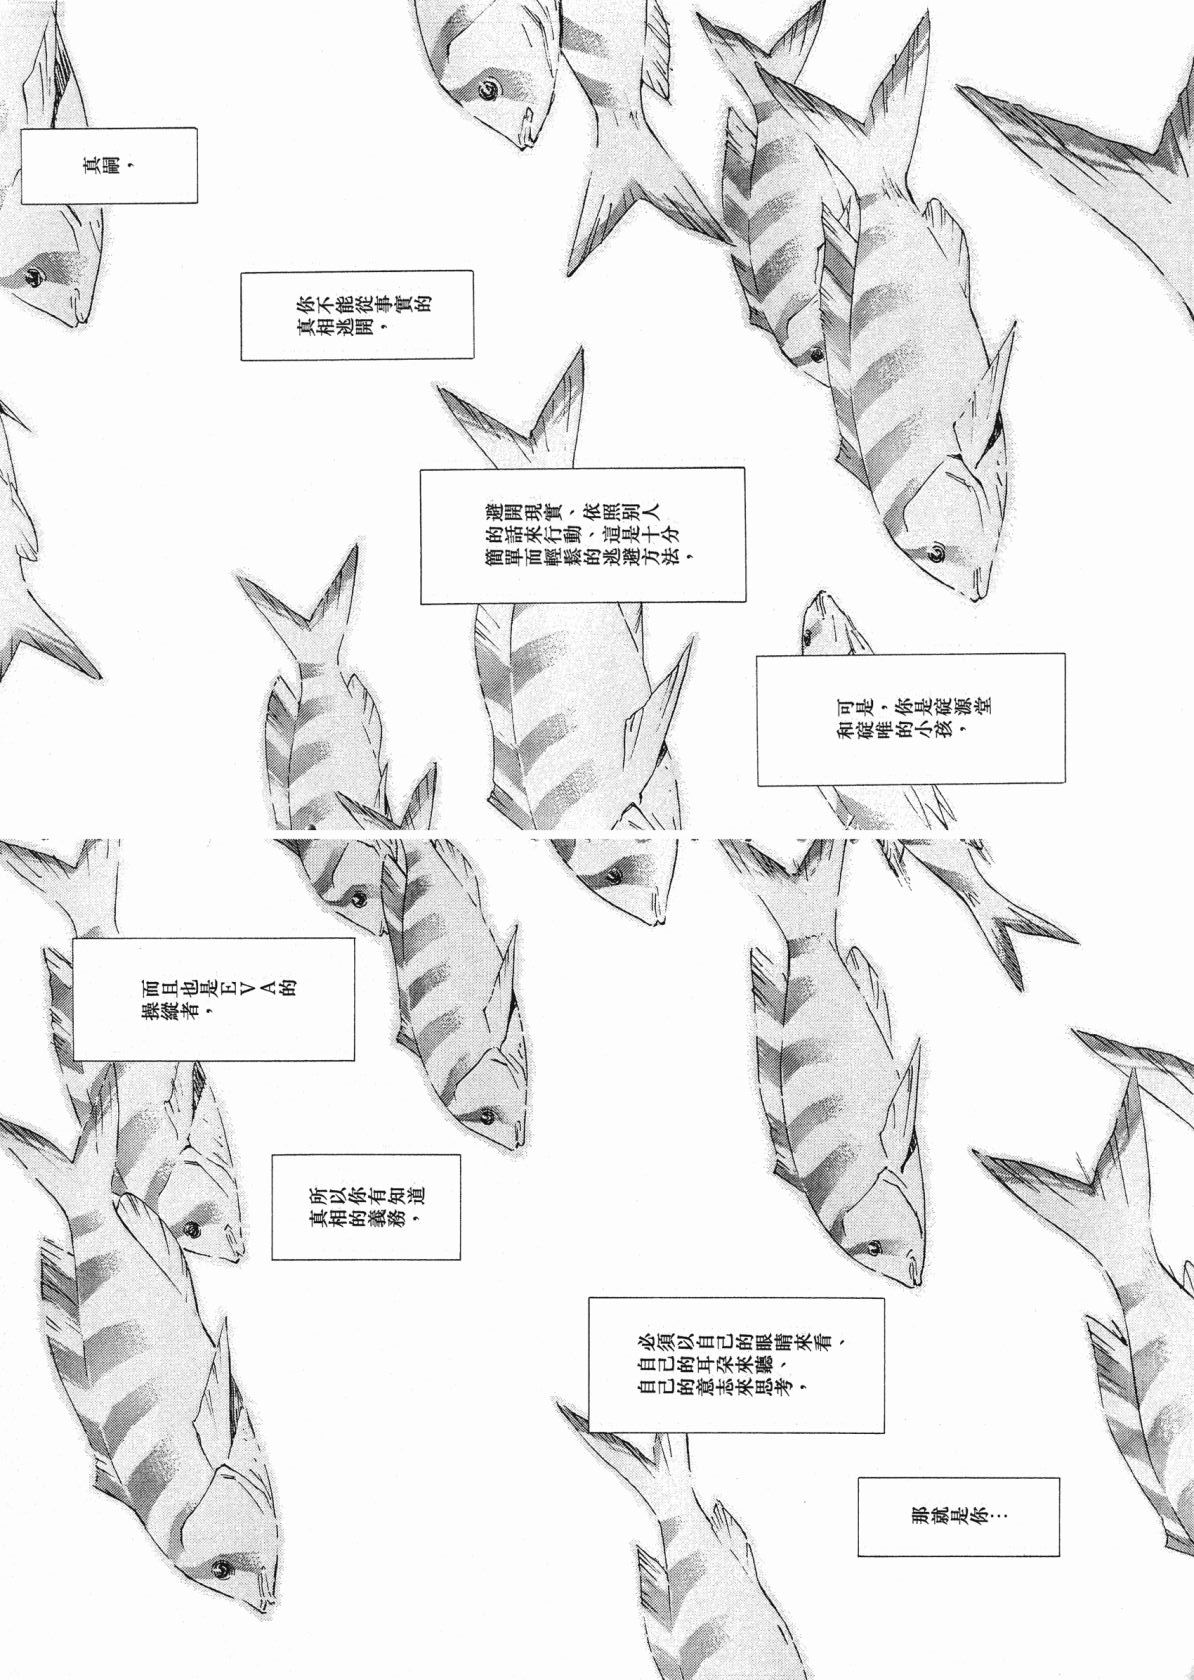 真嗣，
你不能從事實的
真相逃開，
避開現實、依照別人
的話來行動、這是十分
簡單而輕鬆的逃避方法，
可是，你是碇源堂
和碇唯的小孩，
而且也是ＥＶＡ的
操縱者，
所以你有知道
真相的義務，
必須以自己的眼睛來看、
自己的耳朵來聽、
自己的意志來思考，
那就是你…